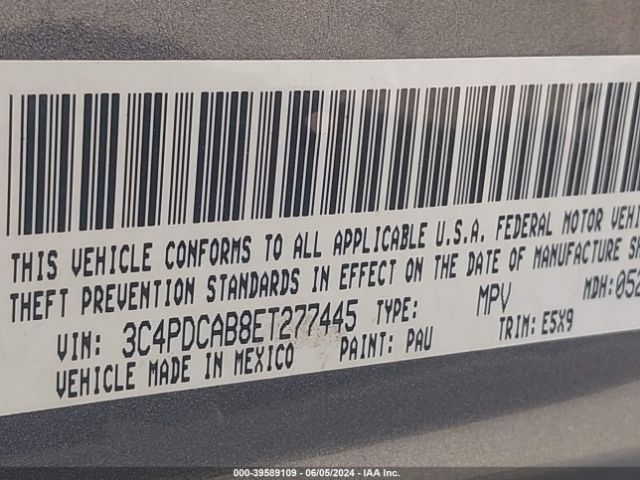 THIS VEHICLE CONFORMS TO ALL APPLICABLE U.S.A. FEDERAL MOTOR
THEFT PREVENTION STANDARDS IN EFFECT ON THE DATE OF MANUFACTURE
VIN: 3C4PDCAB8ET277445 TYPE: MPV MDH:
VEHICLE MADE IN MEXICO PAINT: PAU TRIM: E5X9
000-39589109 | 06/05/2024 | IAA Inc.